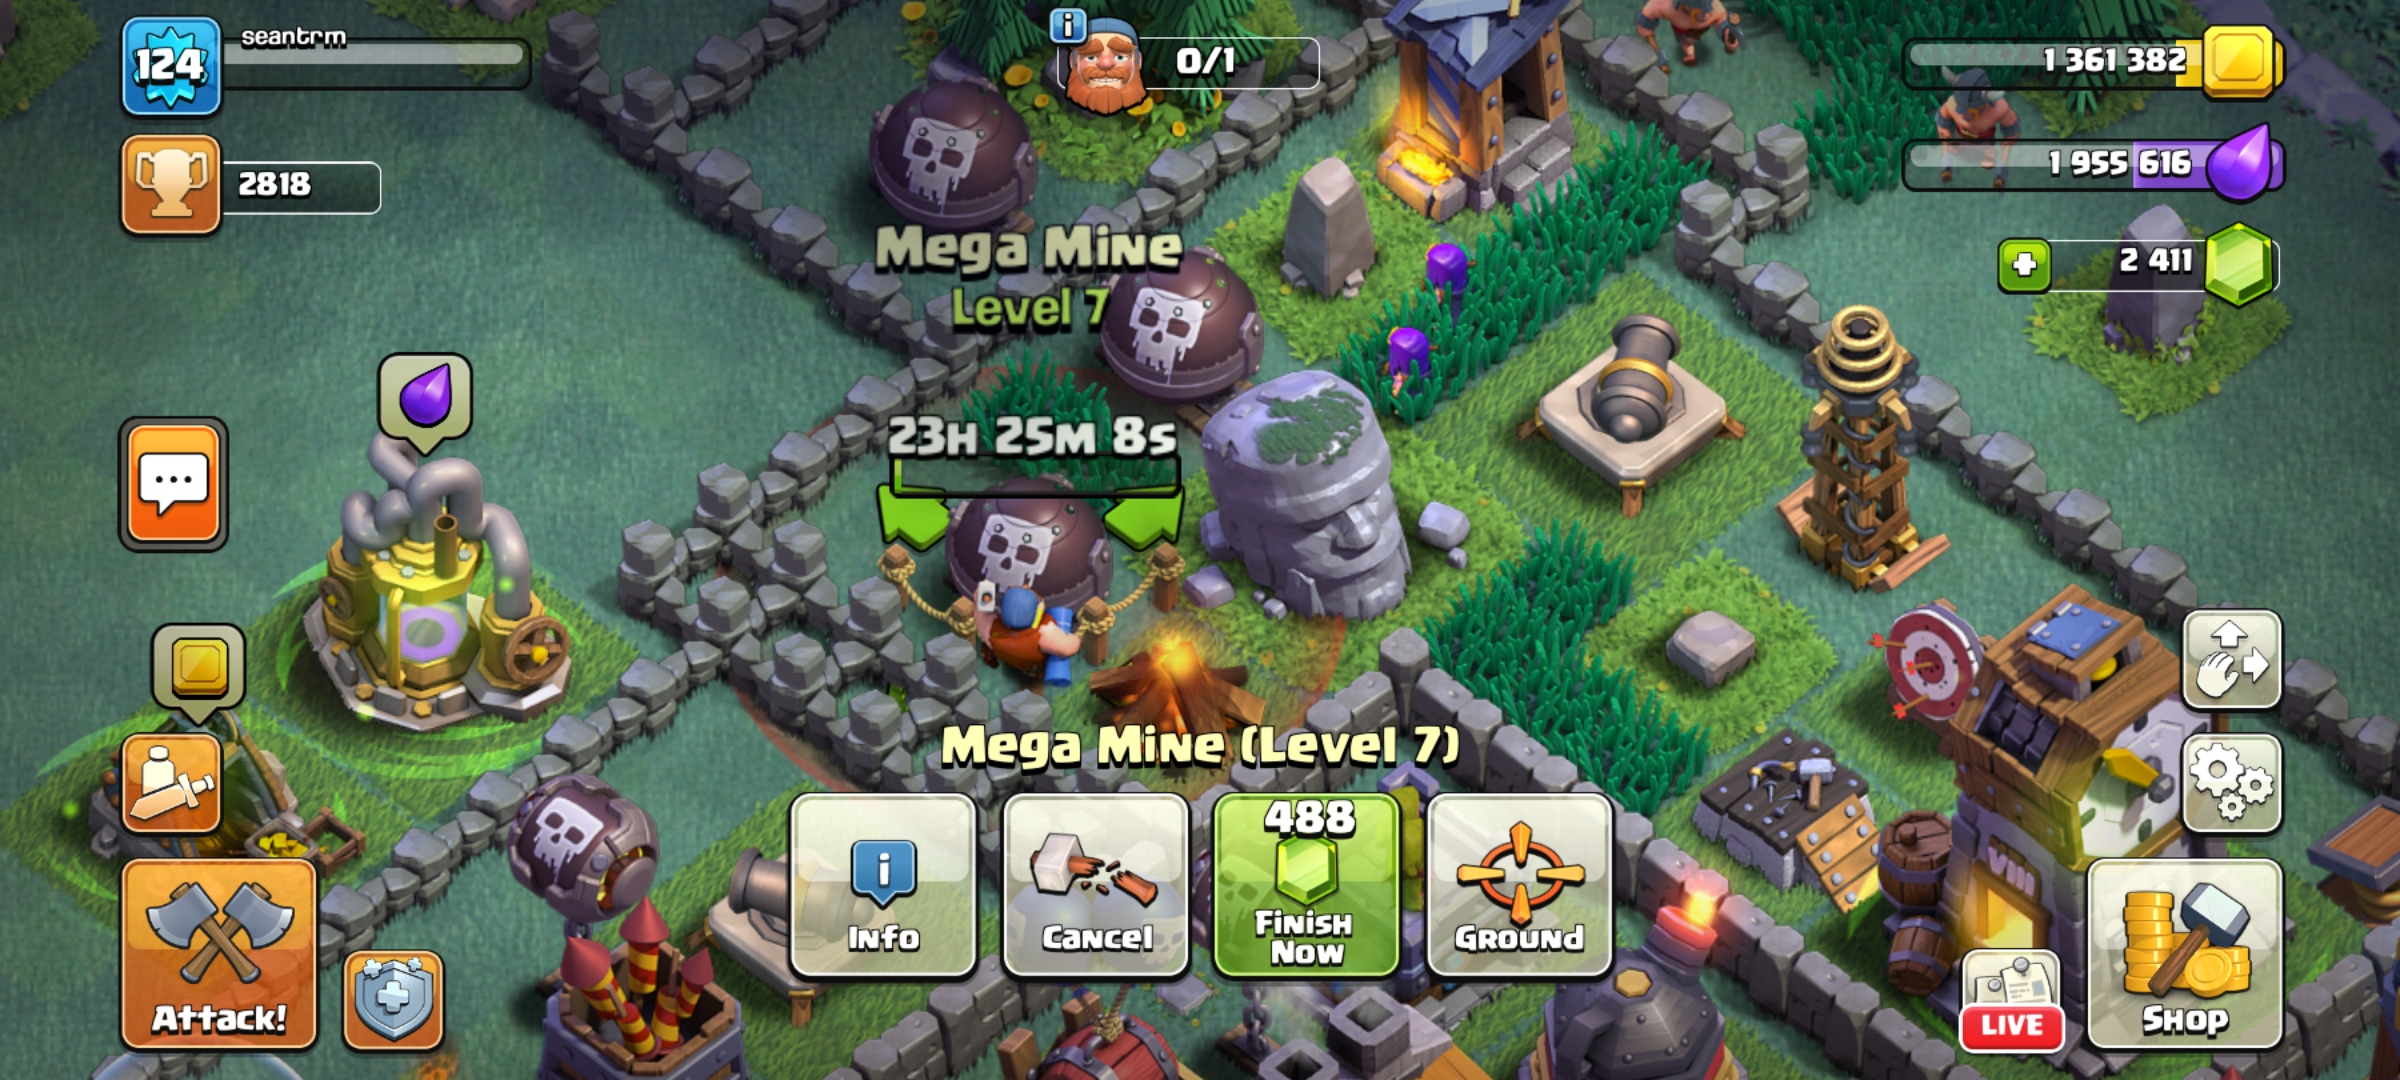 124
seantrm
0/1
1 361 382
2818
1 955 616
2 411
Mega Mine
Level 7
23H 25M 8S
Mega Mine (Level 7)
Info
Cancel
488
Finish
Now
Ground
VIII
Attack!
LIVE
Shop